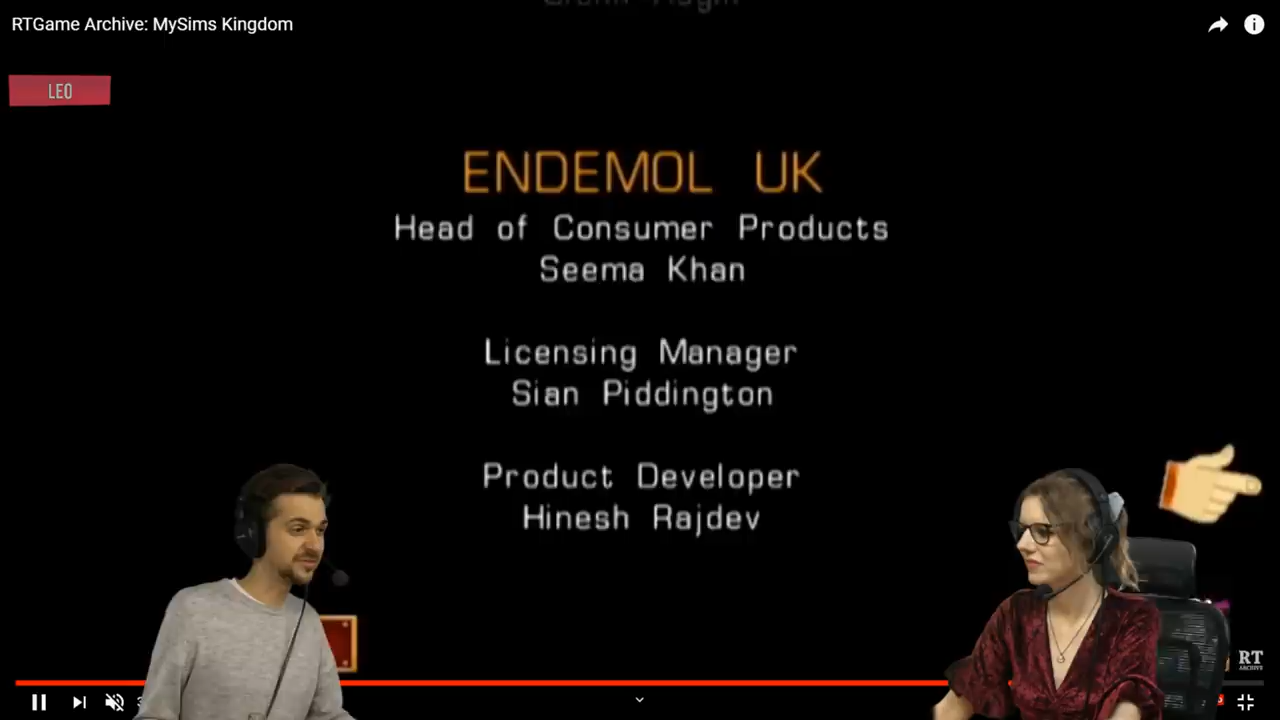 RTGame Archive: MySims Kingdom
LEO
ENDEMOL UK
Head of Consumer Products
Seema Khan
Licensing Manager
Sian Piddington
Product Developer
Hinesh Rajdev
RT
ARCHIVE